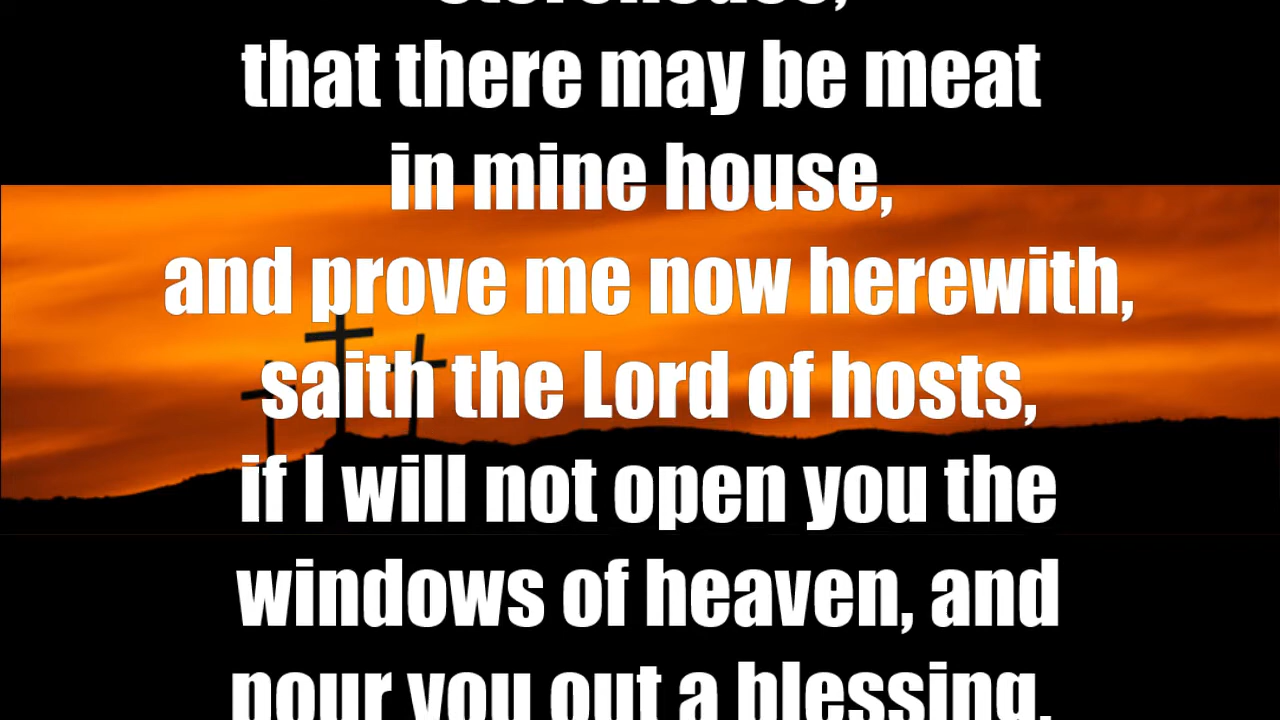 storehouse,
that there may be meat
in mine house,
and prove me now herewith,
saith the Lord of hosts,
if I will not open you the
windows of heaven, and
pour you out a blessing,